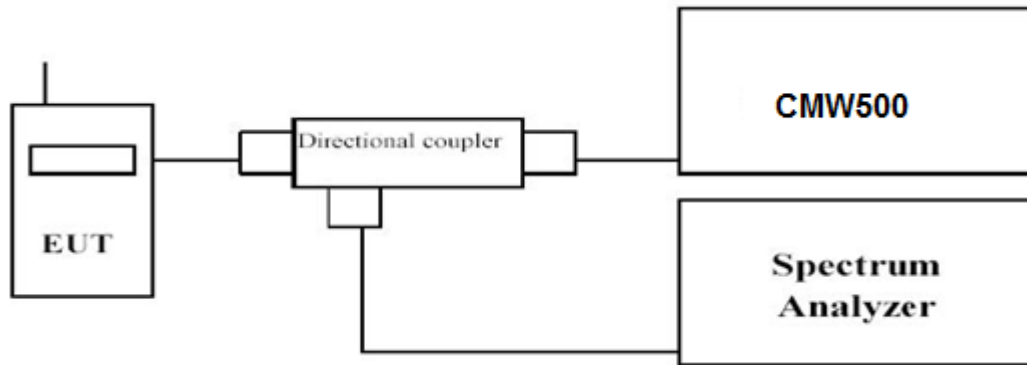 Directional coupler
CMW500
EUT
Spectrum
Analyzer